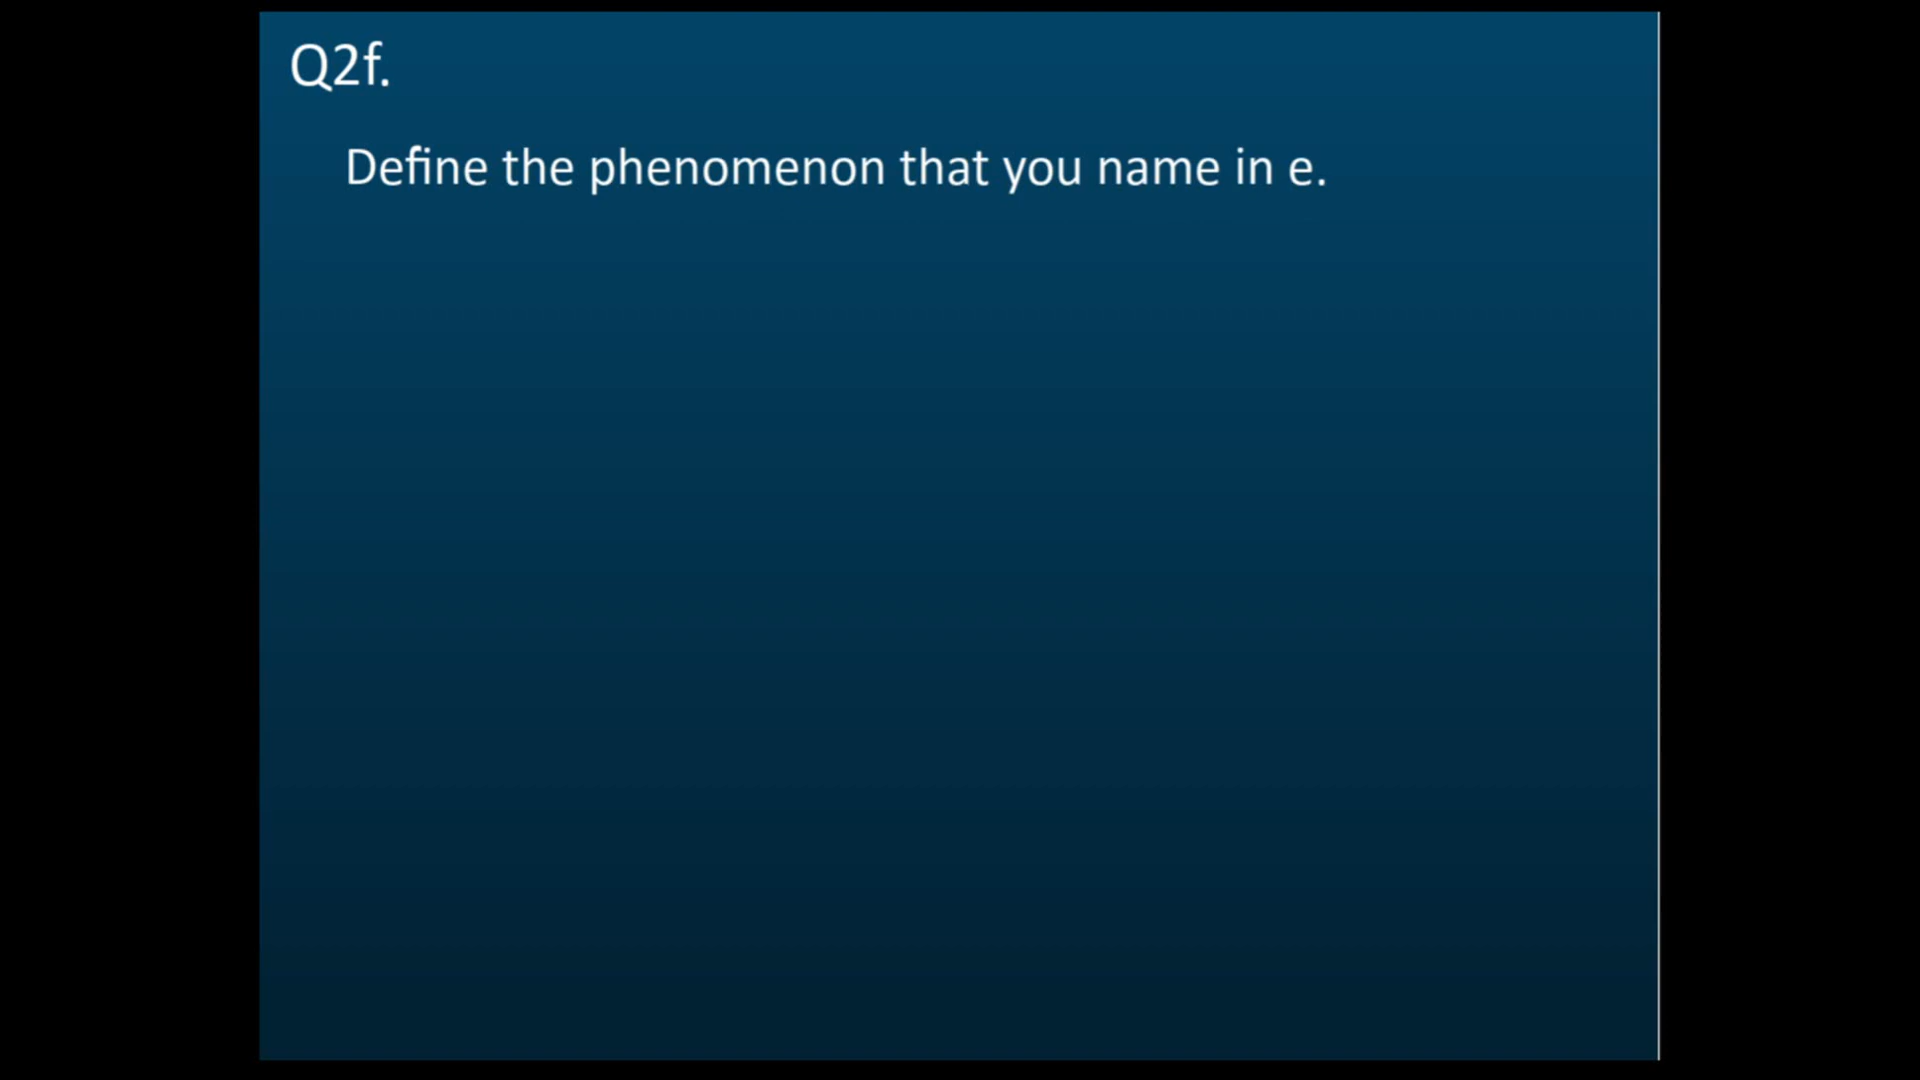 Q2f.
Define the phenomenon that you name in e.